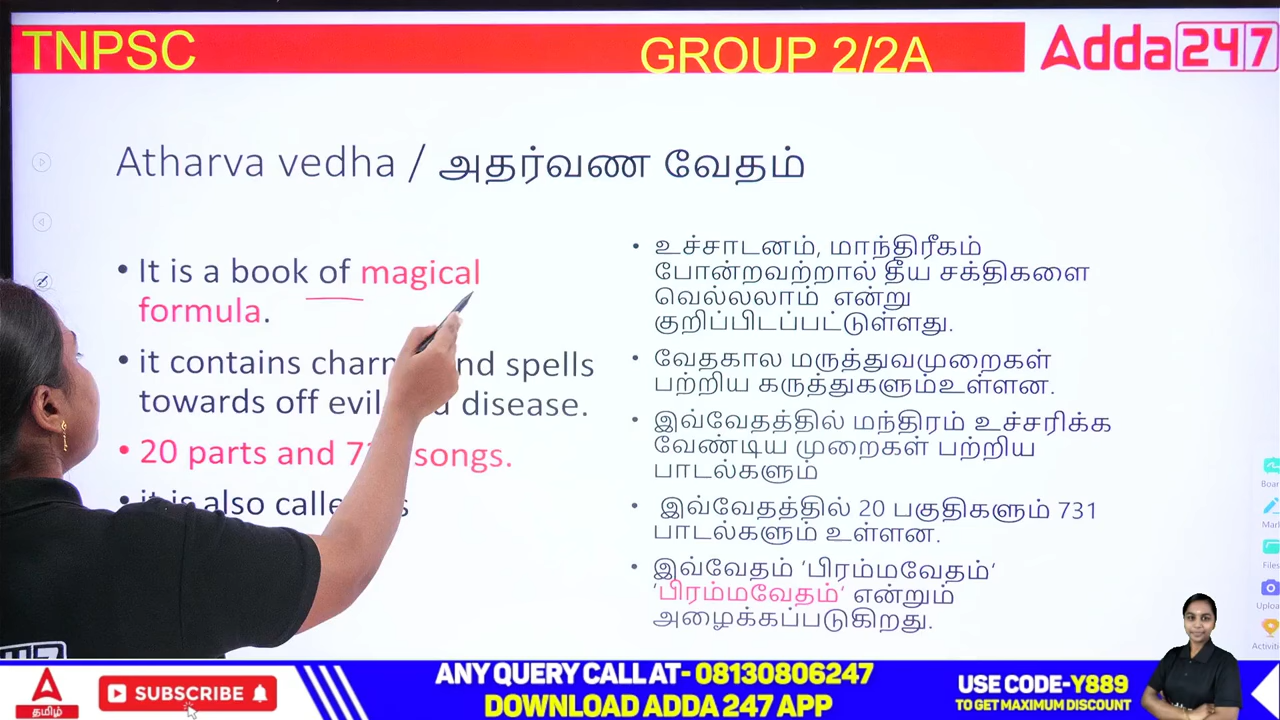 TNPSC
GROUP 2/2A
Adda247
Atharva vedha / அதர்வண வேதம்
• It is a book of magical
formula.
• it contains and spells
towards off evil disease.
• 20 parts and songs.
it is also
• உச்சாடனம், மாந்திரீகம்
போன்றவற்றால் தீய சக்திகளை
வெல்லலாம் என்று
குறிப்பிடப்பட்டுள்ளது.
• வேதகால மருத்துவமுறைகள்
பற்றிய கருத்துகளும்உள்ளன.
• இவ்வேதத்தில் மந்திரம் உச்சரிக்க
வேண்டிய முறைகள் பற்றிய
பாடல்களும்
• இவ்வேதத்தில் 20 பகுதிகளும் 731
பாடல்களும் உள்ளன.
• இவ்வேதம் ‘பிரம்மவேதம்‘
‘பிரம்மவேதம்‘ என்றும்
அழைக்கப்படுகிறது.
Files
தமிழ்
SUBSCRIBE
ANY QUERY CALL AT- 08130806247
DOWNLOAD ADDA 247 APP
USE CODE-Y889
TO GET MAXIMUM DISCOUNT